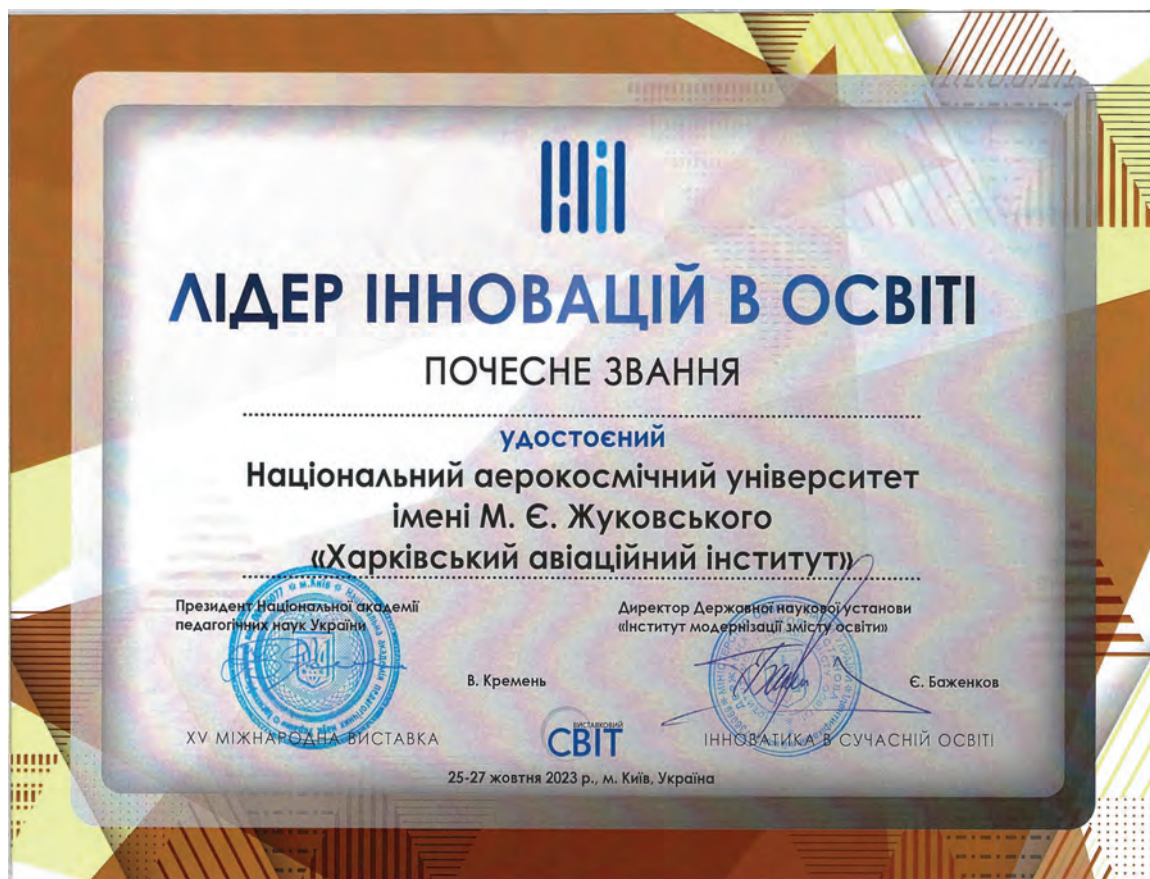 ЛІДЕР ІННОВАЦІЙ В ОСВІТІ
ПОЧЕСНЕ ЗВАННЯ
удостоєний
Національний аерокосмічний університет
імені М. Є. Жуковського
«Харківський авіаційний інститут»
Президент Національної академії
педагогічних наук України
В. Кремень
Директор Державної наукової установи
«Інститут модернізації змісту освіти»
Є. Баженков
XV МІЖНАРОДНА ВИСТАВКА
ВИСТАВКОВИЙ
СВІТ
ІННОВАТИКА В СУЧАСНІЙ ОСВІТІ
25-27 жовтня 2023 р., м. Київ, Україна